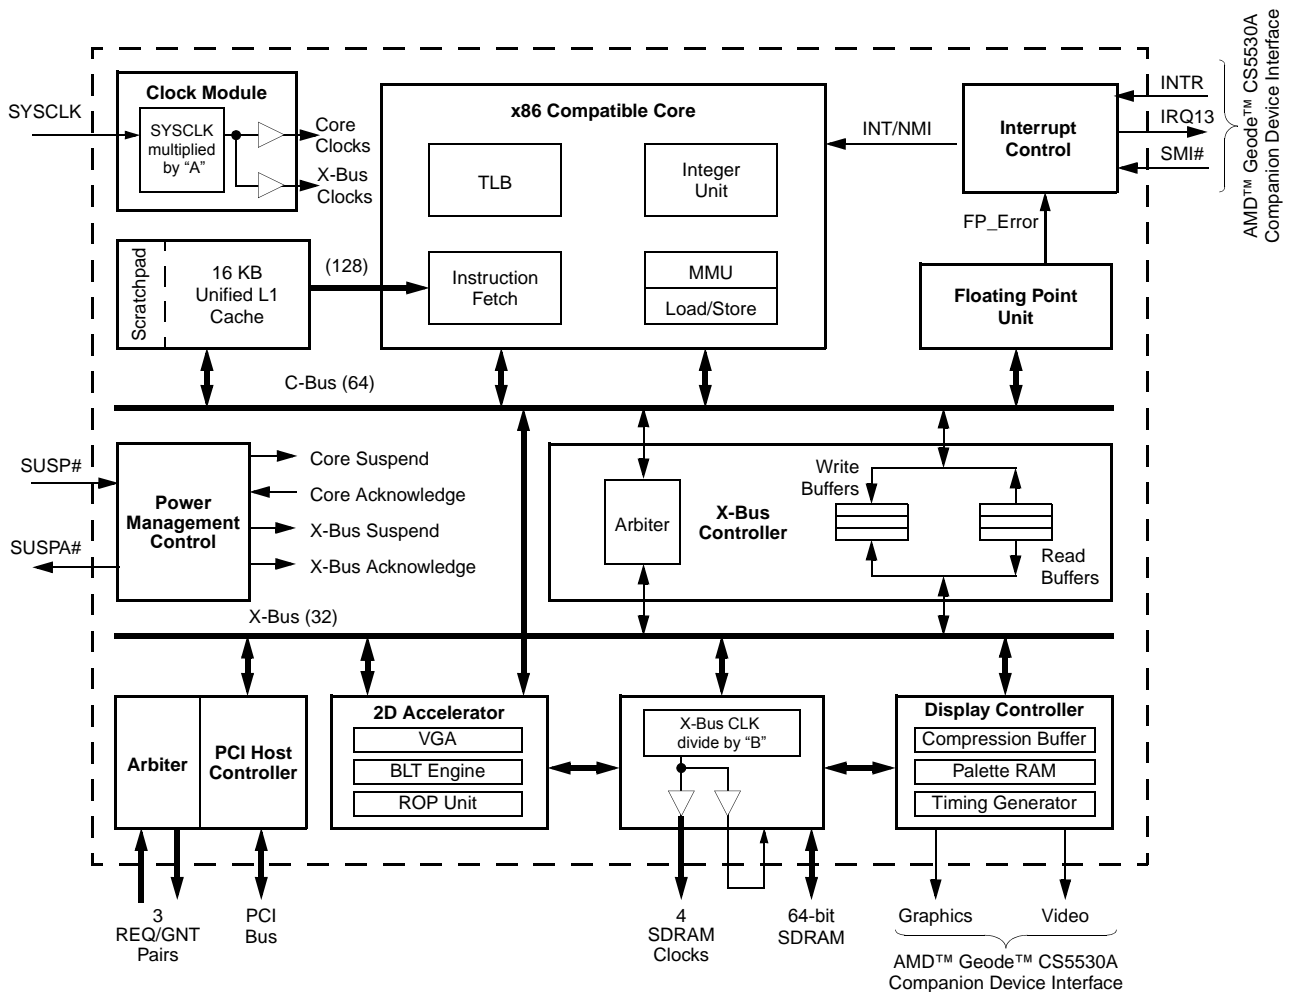 SYSCLK
Clock Module
SYSCLK
multiplied
by “A”
Core
Clocks
X-Bus
Clocks
x86 Compatible Core
TLB
Integer
Unit
Instruction
Fetch
MMU
Load/Store
INT/NMI
Interrupt
Control
INTR
IRQ13
SMI#
AMD™ Geode™ CS5530A
Companion Device Interface
FP_Error
Floating Point
Unit
Scratchpad
16 KB
Unified L1
Cache
(128)
C-Bus (64)
SUSP#
SUSPA#
Power
Management
Control
Core Suspend
Core Acknowledge
X-Bus Suspend
X-Bus Acknowledge
Arbiter
X-Bus
Controller
Write
Buffers
Read
Buffers
X-Bus (32)
Arbiter
PCI Host
Controller
2D Accelerator
VGA
BLT Engine
ROP Unit
X-Bus CLK
divide by “B”
Display Controller
Compression Buffer
Palette RAM
Timing Generator
3
REQ/GNT
Pairs
PCI
Bus
4
SDRAM
Clocks
64-bit
SDRAM
Graphics
Video
AMD™ Geode™ CS5530A
Companion Device Interface